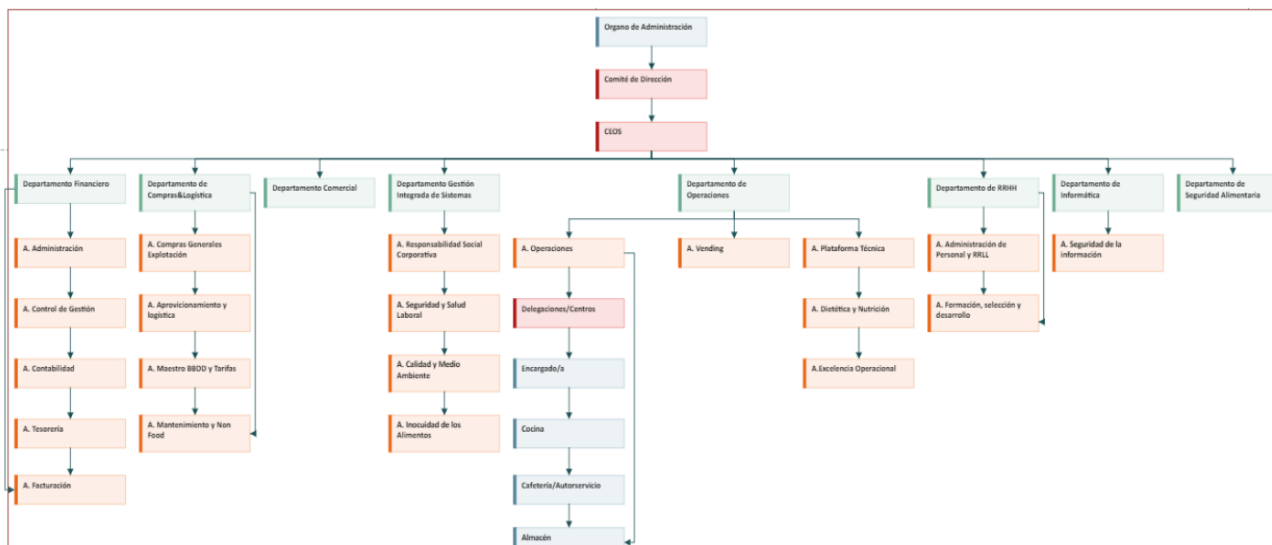 Organo de Administración
Comité de Dirección
CEOS
Departamento Financiero
Departamento de
Compras&Logística
Departamento Comercial
Departamento Gestión
Integrada de Sistemas
Departamento de
Operaciones
Departamento de RRHH
Departamento de
Informática
Departamento de
Seguridad Alimentaria
A. Administración
A. Compras Generales
Explotación
A. Responsabilidad Social
Corporativa
A. Operaciones
A. Vending
A. Plataforma Técnica
A. Administración de
Personal y RRLL
A. Seguridad de la
información
A. Control de Gestión
A. Aprovicionamiento y
logística
A. Seguridad y Salud
Laboral
Delegaciones/Centros
A. Dietética y Nutrición
A. Formación, selección y
desarrollo
A. Contabilidad
A. Maestro BBDD y Tarifas
A. Calidad y Medio
Ambiente
Encargado/a
A.Excelencia Operacional
A. Tesorería
A. Mantenimiento y Non
Food
A. Inocuidad de los
Alimentos
Cocina
A. Facturación
Cafetería/Autorservicio
Almacén